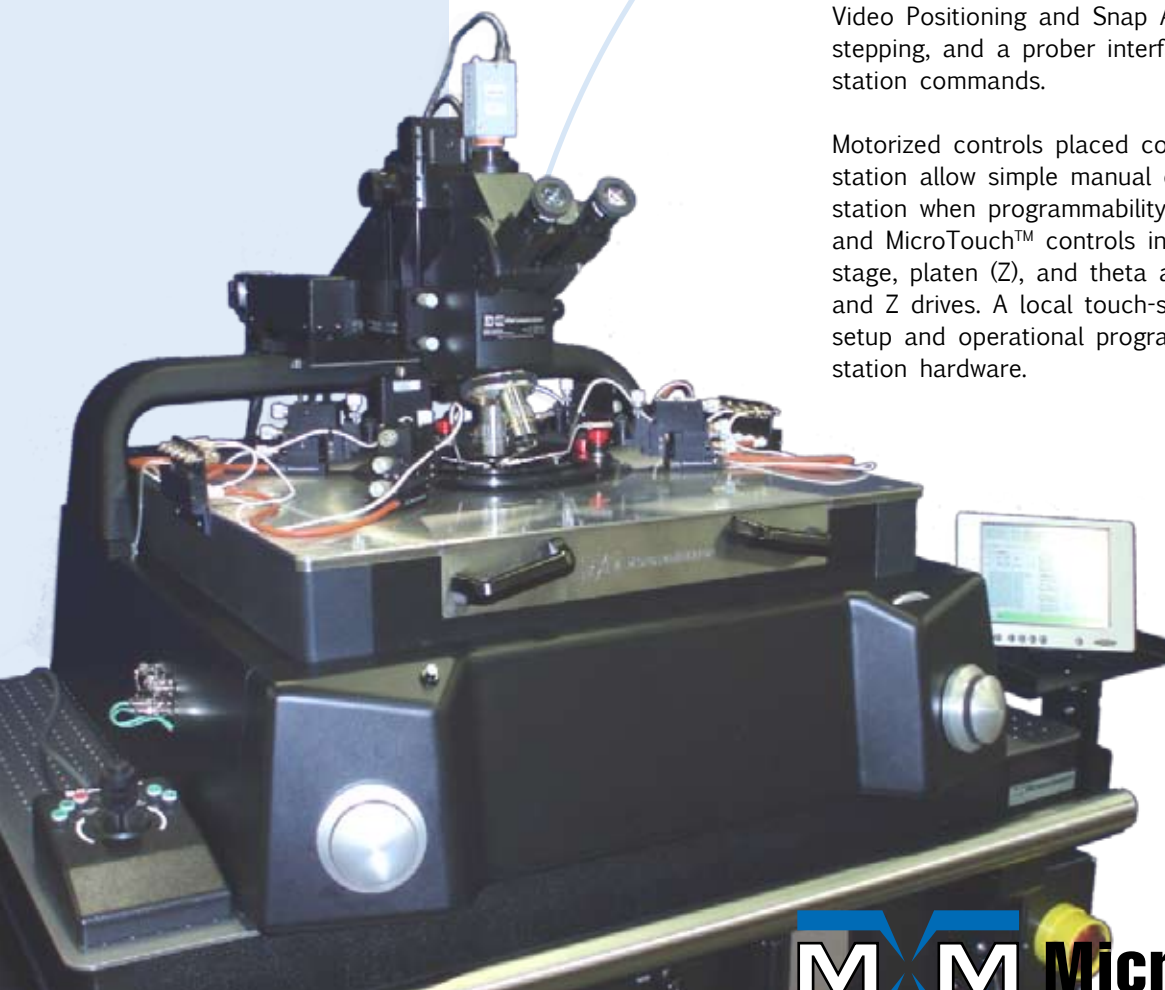 Video Positioning and Snap A
stepping, and a prober interf
station commands.
Motorized controls placed co
station allow simple manual o
station when programmability
and MicroTouch™ controls in
stage, platen (Z), and theta a
and Z drives. A local touch-s
setup and operational progra
station hardware.
MXM Micr